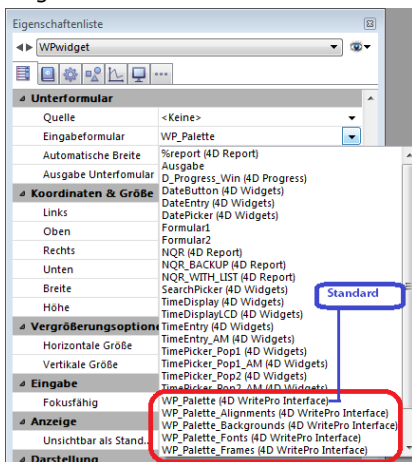 Eigenschaftenliste
WPwidget
Unterformular
Quelle <Keine>
Eingabeformular WP_Palette
Automatische Breite
Ausgabe Unterfomular
Koordinaten & Größe
Links
Oben
Rechts
Unten
Breite
Höhe
Vergrößerungsoption
Horizontale Größe
Vertikale Größe
Eingabe
Fokusfähig
Anzeige
Unsichtbar als Stand...
Darstellung
%report (4D Report)
Ausgabe
D_Progress_Win (4D Progress)
DateButton (4D Widgets)
DateEntry (4D Widgets)
DatePicker (4D Widgets)
Formular1
Formular2
NQR (4D Report)
NQR_BACKUP (4D Report)
NQR_WITH_LIST (4D Report)
SearchPicker (4D Widgets)
TimeDisplay (4D Widgets)
TimeDisplayLCD (4D Widgets)
TimeEntry (4D Widgets)
TimeEntry_AM (4D Widgets)
TimePicker_Pop1 (4D Widgets)
TimePicker_Pop1_AM (4D Widgets)
TimePicker_Pop2 (4D Widgets)
TimePicker_Pop2_AM (4D Widgets)
WP_Palette (4D WritePro Interface)
WP_Palette_Alignments (4D WritePro Interface)
WP_Palette_Backgrounds (4D WritePro Interface)
WP_Palette_Fonts (4D WritePro Interface)
WP_Palette_Frames (4D WritePro Interface)
Standard